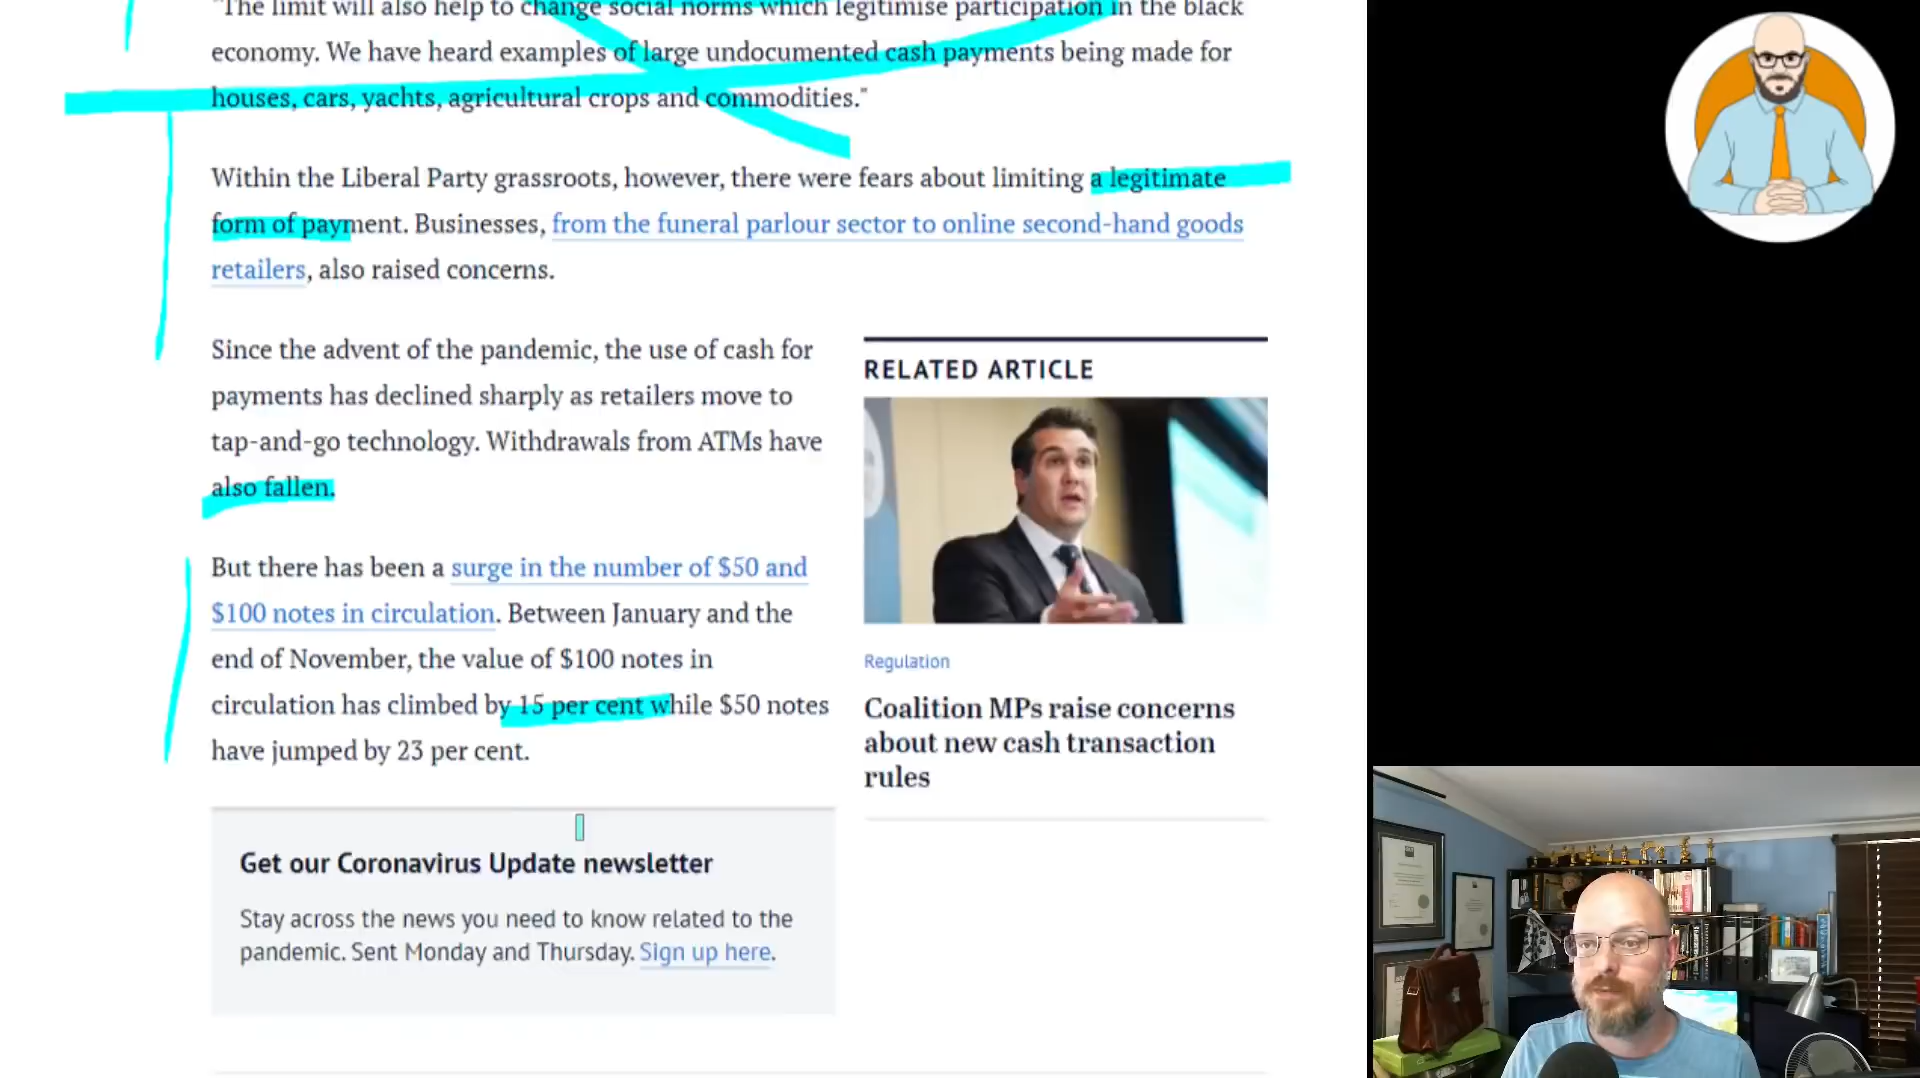 "The limit will also help to change social norms which legitimise participation in the black
economy. We have heard examples of large undocumented cash payments being made for
houses, cars, yachts, agricultural crops and commodities."
Within the Liberal Party grassroots, however, there were fears about limiting a legitimate
form of payment. Businesses, from the funeral parlour sector to online second-hand goods
retailers, also raised concerns.
Since the advent of the pandemic, the use of cash for
payments has declined sharply as retailers move to
tap-and-go technology. Withdrawals from ATMs have
also fallen.
But there has been a surge in the number of $50 and
$100 notes in circulation. Between January and the
end of November, the value of $100 notes in
circulation has climbed by 15 per cent while $50 notes
have jumped by 23 per cent.
RELATED ARTICLE
Regulation
Coalition MPs raise concerns
about new cash transaction
rules
Get our Coronavirus Update newsletter
Stay across the news you need to know related to the
pandemic. Sent Monday and Thursday. Sign up here.